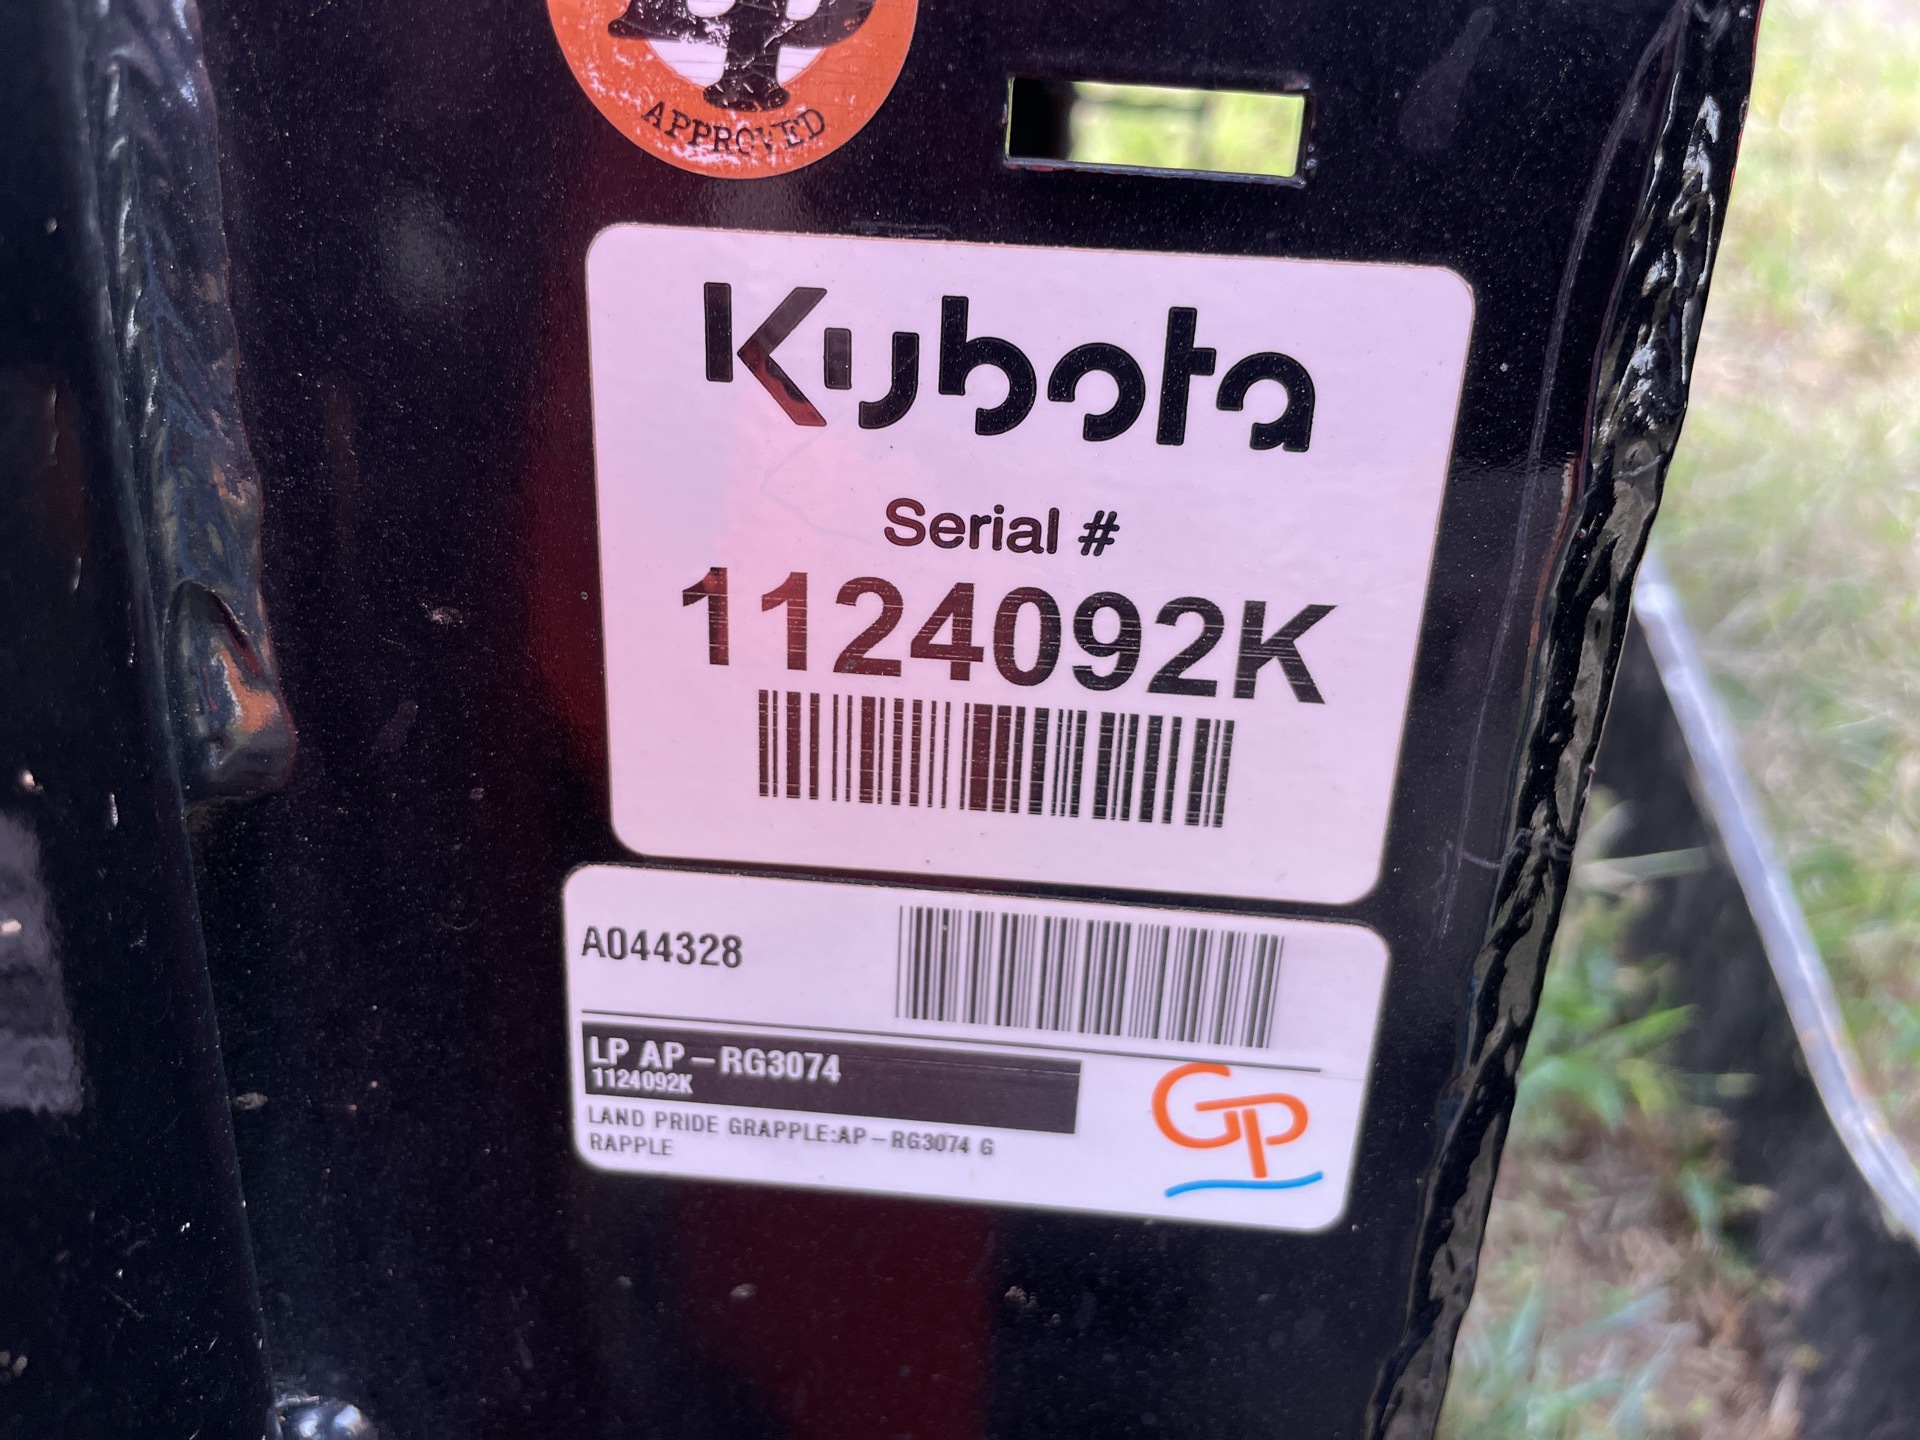 APPROVED
Kubota
Serial #
1124092K
A044328
LP AP-RG3074
1124092K
LAND PRIDE GRAPPLE:AP-RG3074 G
RAPPLE
GP